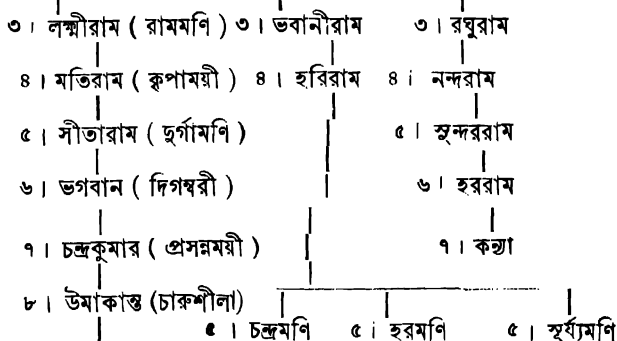 ৩। লক্ষ্মীরাম ( রামমণি ) ৩। ভবানীরাম ৩। রঘুরাম
৪। মতিরাম ( কৃপাময়ী ) ৪। হরিরাম ৪। নন্দরাম
৫। সীতারাম ( দুর্গামণি ) ৫। সুন্দররাম
৬। ভগবান ( দিগম্বরী ) ৬। হররাম
৭। চন্দ্রকুমার ( প্রসন্নময়ী ) ৭। কন্যা
৮। উমাকান্ত (চারুশীলা)
৫। চন্দ্রমণি ৫। হরমণি ৫। সূর্য্যমণি